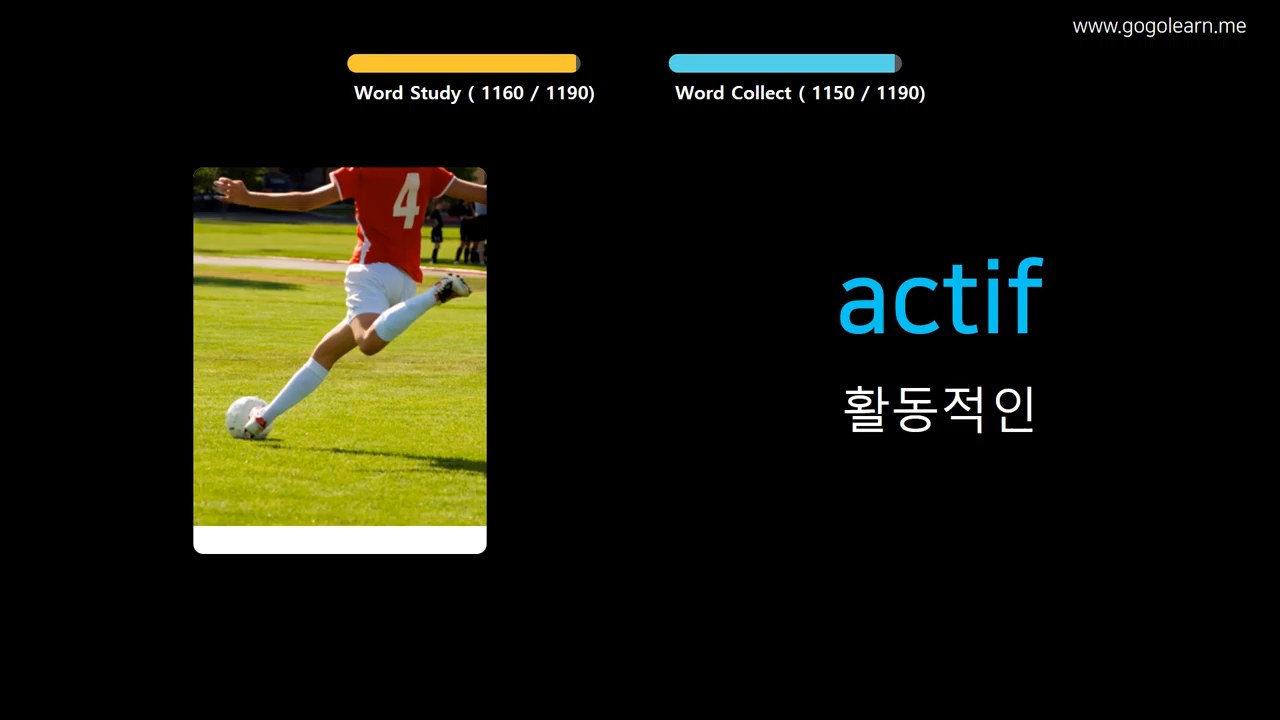 www.gogolearn.me
Word Study ( 1160 / 1190)
Word Collect ( 1150 / 1190)
4
actif
활동적인